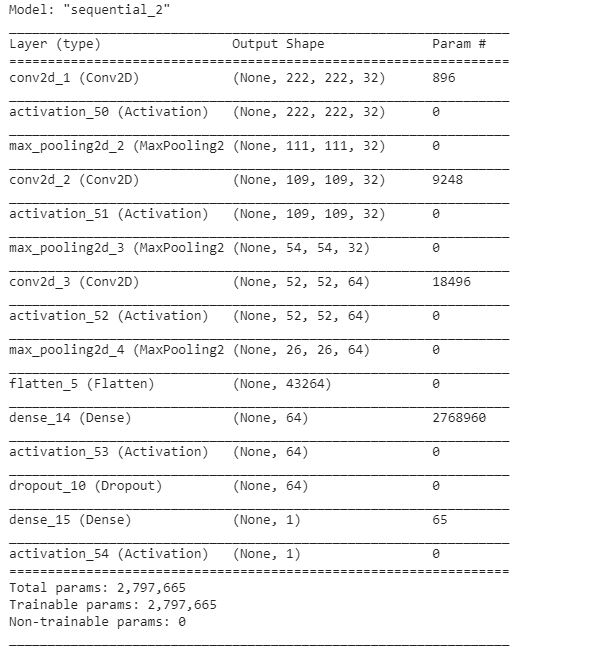 Model: "sequential_2"
Layer (type) Output Shape Param #
conv2d_1 (Conv2D) (None, 222, 222, 32) 896
activation_50 (Activation) (None, 222, 222, 32) 0
max_pooling2d_2 (MaxPooling2 (None, 111, 111, 32) 0
conv2d_2 (Conv2D) (None, 109, 109, 32) 9248
activation_51 (Activation) (None, 109, 109, 32) 0
max_pooling2d_3 (MaxPooling2 (None, 54, 54, 32) 0
conv2d_3 (Conv2D) (None, 52, 52, 64) 18496
activation_52 (Activation) (None, 52, 52, 64) 0
max_pooling2d_4 (MaxPooling2 (None, 26, 26, 64) 0
flatten_5 (Flatten) (None, 43264) 0
dense_14 (Dense) (None, 64) 2768960
activation_53 (Activation) (None, 64) 0
dropout_10 (Dropout) (None, 64) 0
dense_15 (Dense) (None, 1) 65
activation_54 (Activation) (None, 1) 0
Total params: 2,797,665
Trainable params: 2,797,665
Non-trainable params: 0